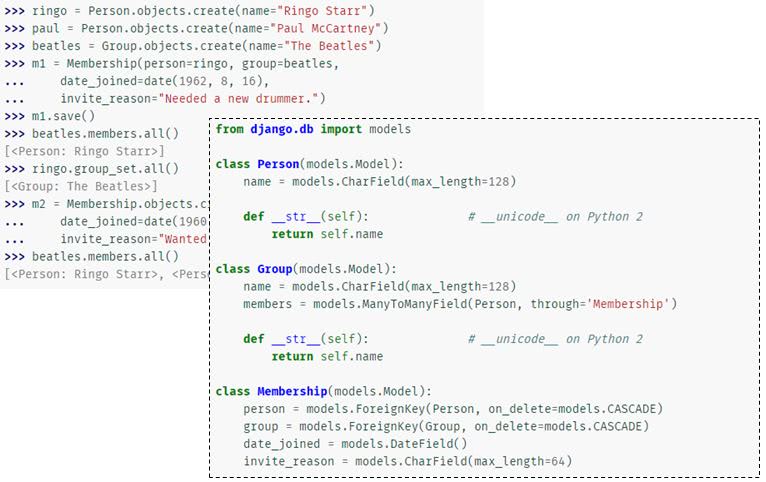 >>> ringo = Person.objects.create(name="Ringo Starr")
>>> paul = Person.objects.create(name="Paul McCartney")
>>> beatles = Group.objects.create(name="The Beatles")
>>> m1 = Membership(person=ringo, group=beatles,
...     date_joined=date(1962, 8, 16),
...     invite_reason="Needed a new drummer.")
>>> m1.save()
>>> beatles.members.all()
[<Person: Ringo Starr>]
>>> ringo.group_set.all()
[<Group: The Beatles>]
>>> m2 = Membership.objects.
...     date_joined=date(1960
...     invite_reason="Wanted
>>> beatles.members.all()
[<Person: Ringo Starr>, <Pers
from django.db import models
class Person(models.Model):
    name = models.CharField(max_length=128)
    def __str__(self):              # __unicode__ on Python 2
        return self.name
class Group(models.Model):
    name = models.CharField(max_length=128)
    members = models.ManyToManyField(Person, through='Membership')
    def __str__(self):              # __unicode__ on Python 2
        return self.name
class Membership(models.Model):
    person = models.ForeignKey(Person, on_delete=models.CASCADE)
    group = models.ForeignKey(Group, on_delete=models.CASCADE)
    date_joined = models.DateField()
    invite_reason = models.CharField(max_length=64)